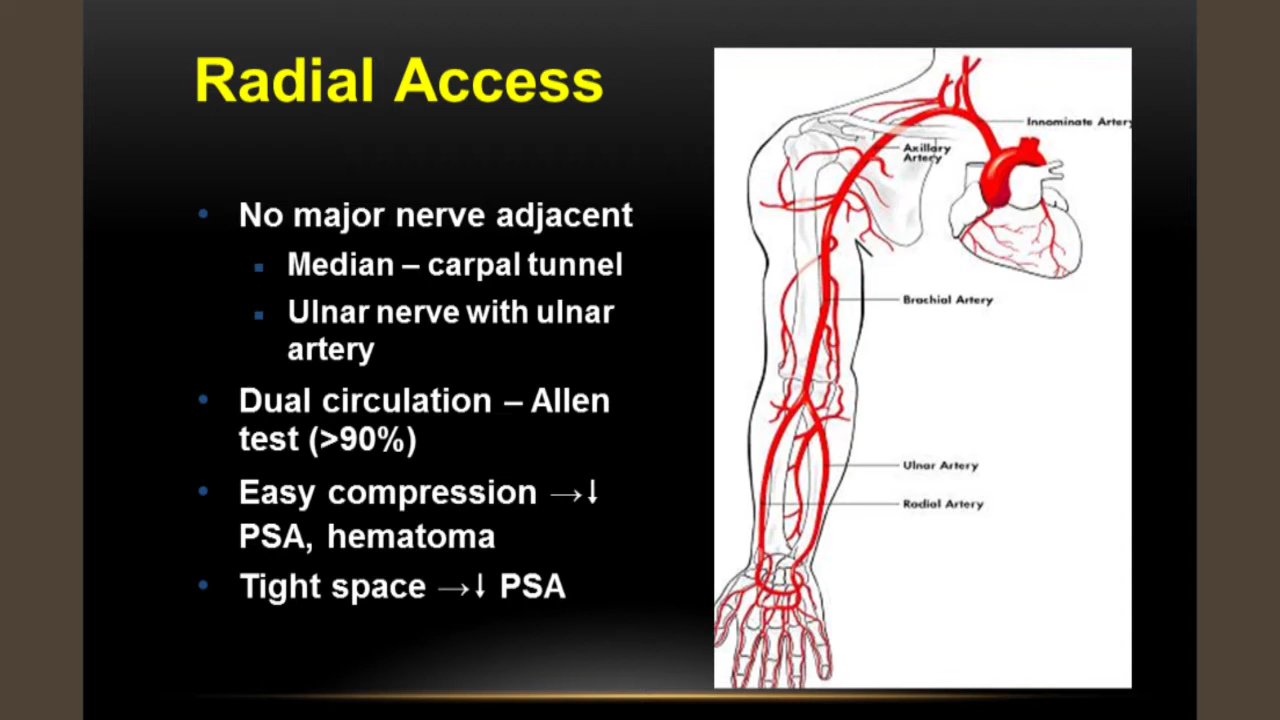 Radial Access
• No major nerve adjacent
▪ Median – carpal tunnel
▪ Ulnar nerve with ulnar
artery
• Dual circulation – Allen
test (>90%)
• Easy compression →↓
PSA, hematoma
• Tight space →↓ PSA
Innominate Artery
Axillary
Artery
Brachial Artery
Ulnar Artery
Radial Artery